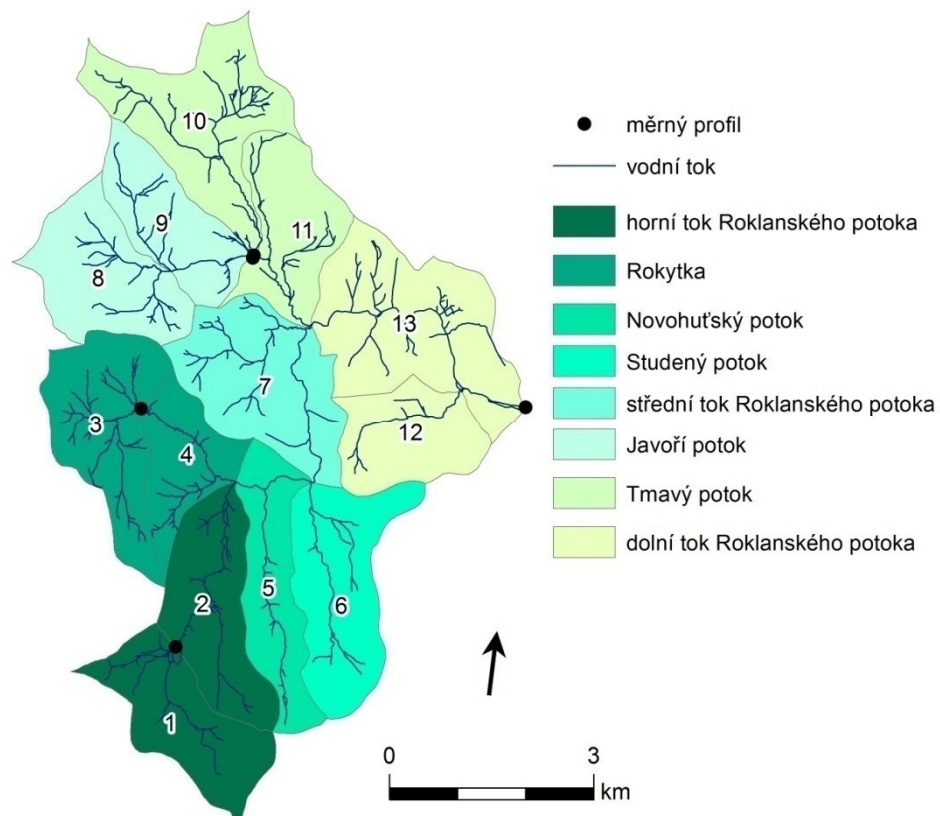 10
měrný profil
vodní tok
9
11
horní tok Roklanského potoka
8
Rokytka
13
Novohuťský potok
7
Studený potok
střední tok Roklanského potoka
3
12
4
Javoří potok
Tmavý potok
dolní tok Roklanského potoka
5
2
6
1
0
3
km